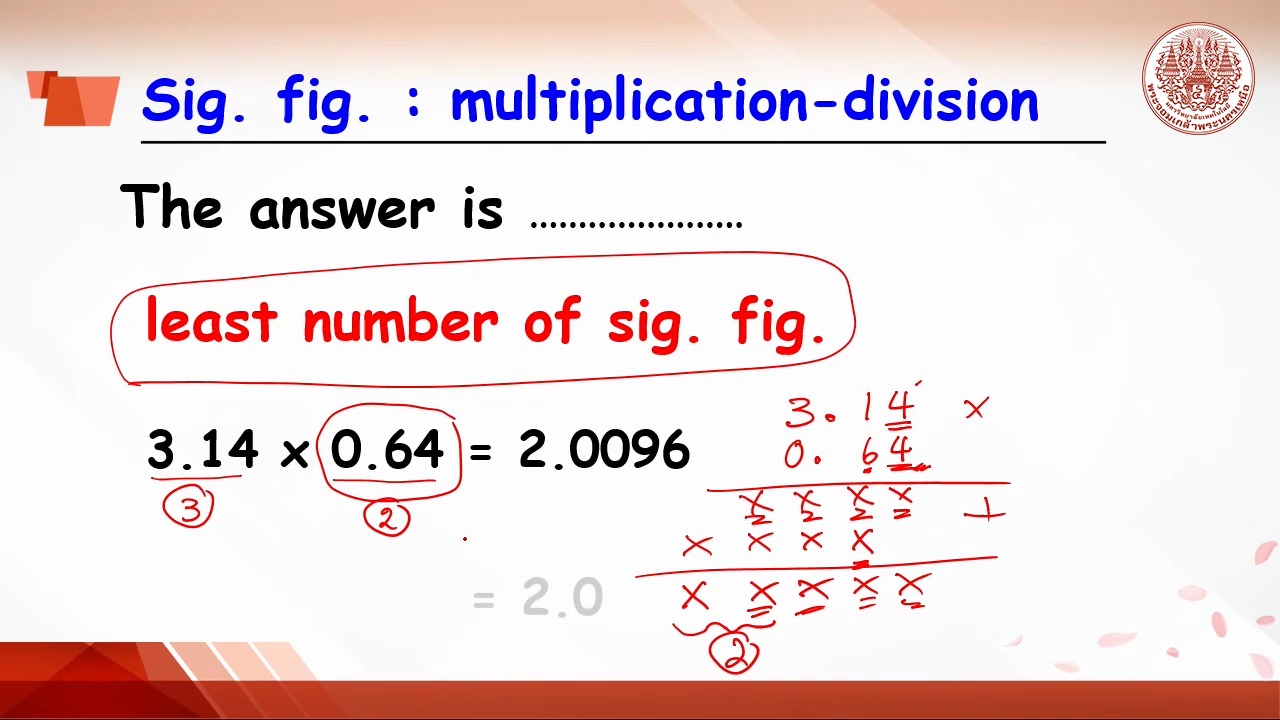 Sig. fig. : multiplication-division
The answer is .....................
least number of sig. fig.
3.14 x 0.64 = 2.0096
3 2
= 2.0
3.14 x
0.64
x x x x +
x x x x
x x x x x
2